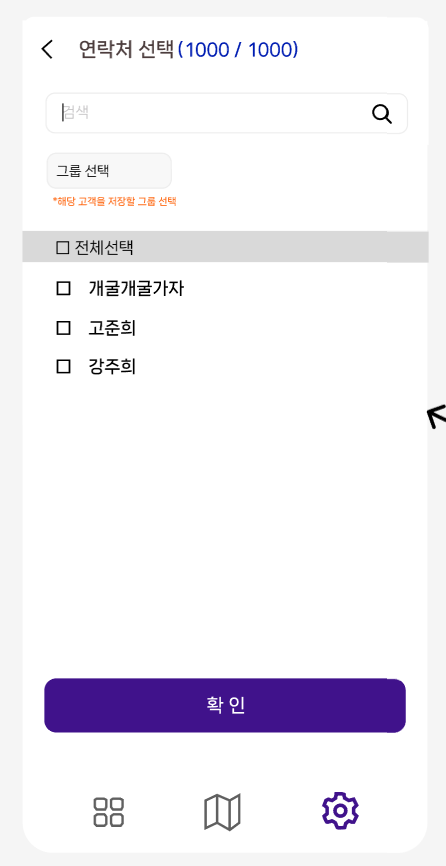 연락처 선택 (1000 / 1000)
검색
그룹 선택
*해당 고객을 저장할 그룹 선택
전체선택
개굴개굴가자
고준희
강주희
확 인